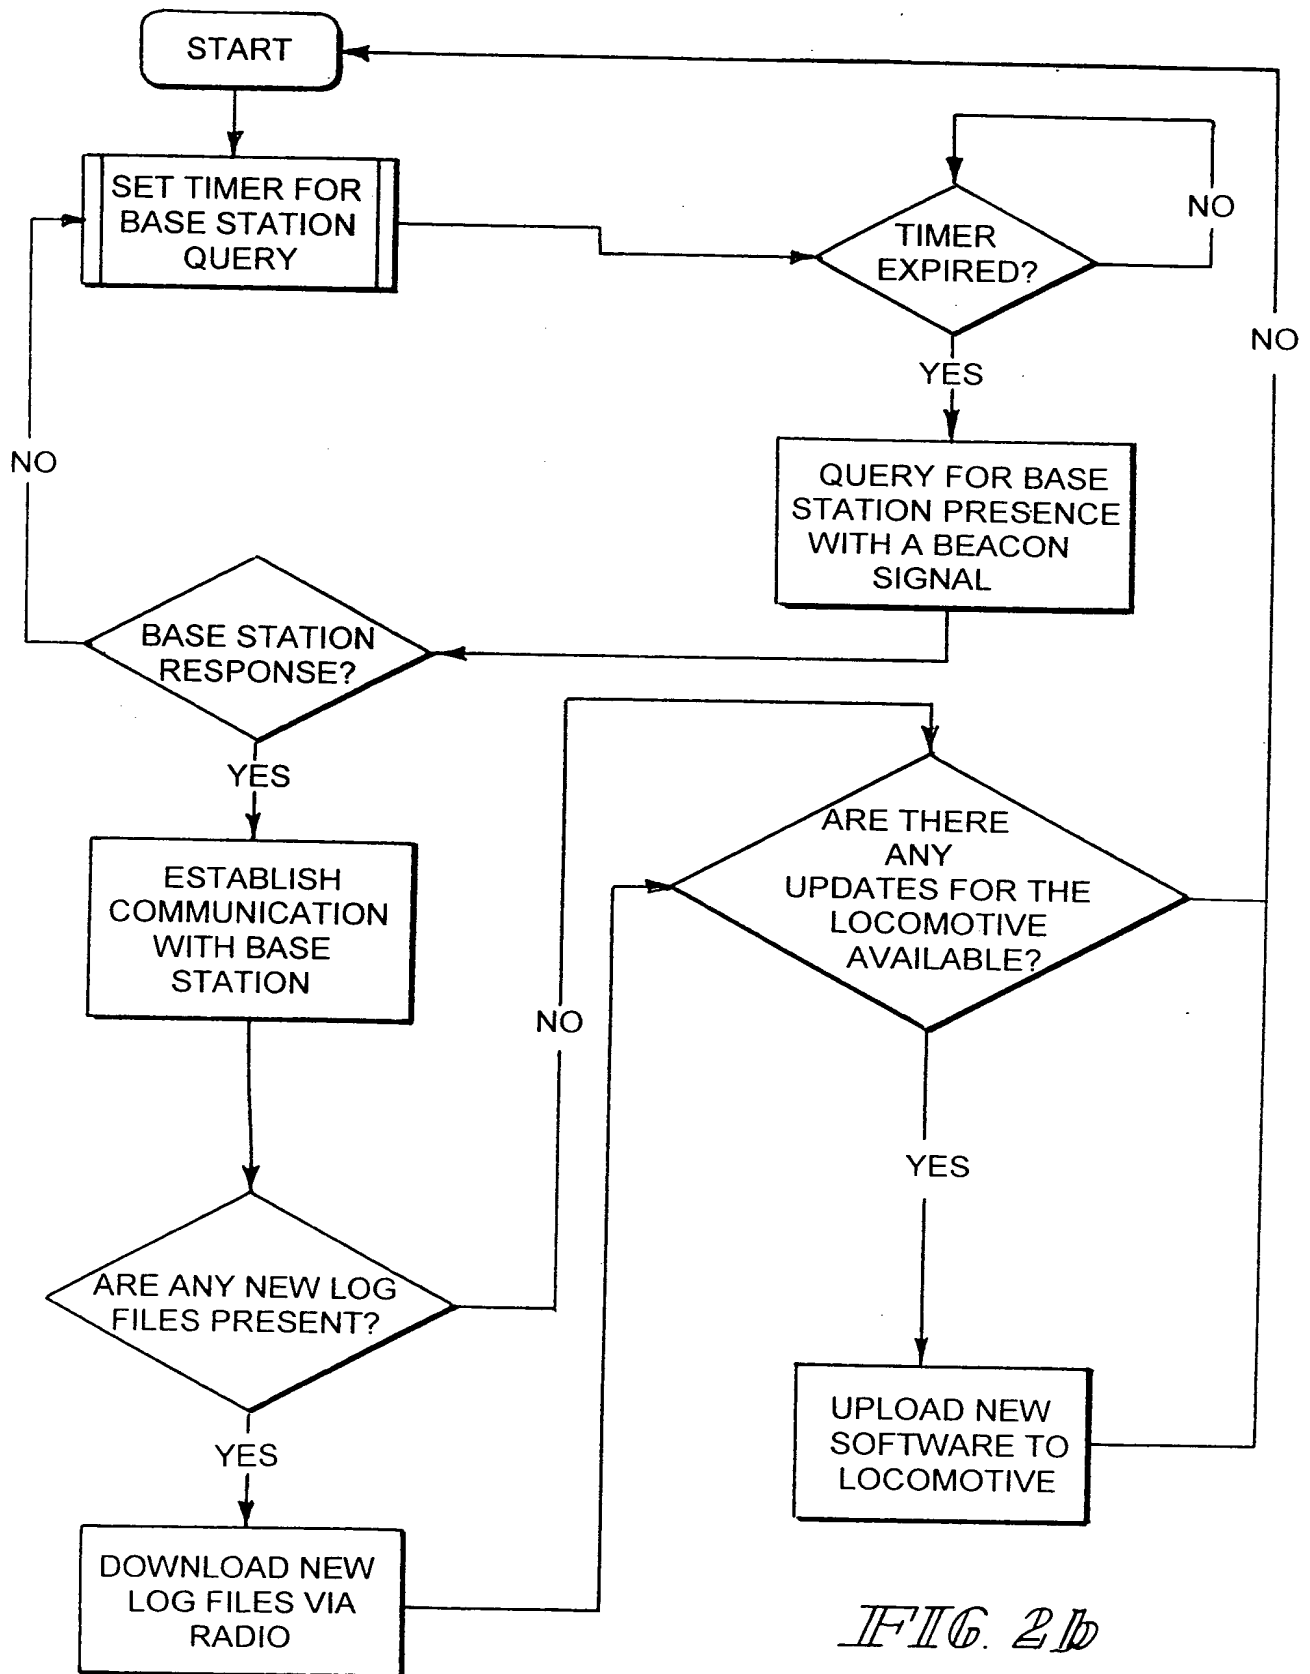 START
SET TIMER FOR
BASE STATION
QUERY
TIMER
EXPIRED?
NO
NO
YES
QUERY FOR BASE
STATION PRESENCE
WITH A BEACON
SIGNAL
NO
BASE STATION
RESPONSE?
YES
ESTABLISH
COMMUNICATION
WITH BASE
STATION
NO
ARE THERE
ANY
UPDATES FOR THE
LOCOMOTIVE
AVAILABLE?
YES
ARE ANY NEW LOG
FILES PRESENT?
YES
UPLOAD NEW
SOFTWARE TO
LOCOMOTIVE
DOWNLOAD NEW
LOG FILES VIA
RADIO
FIG. 2b